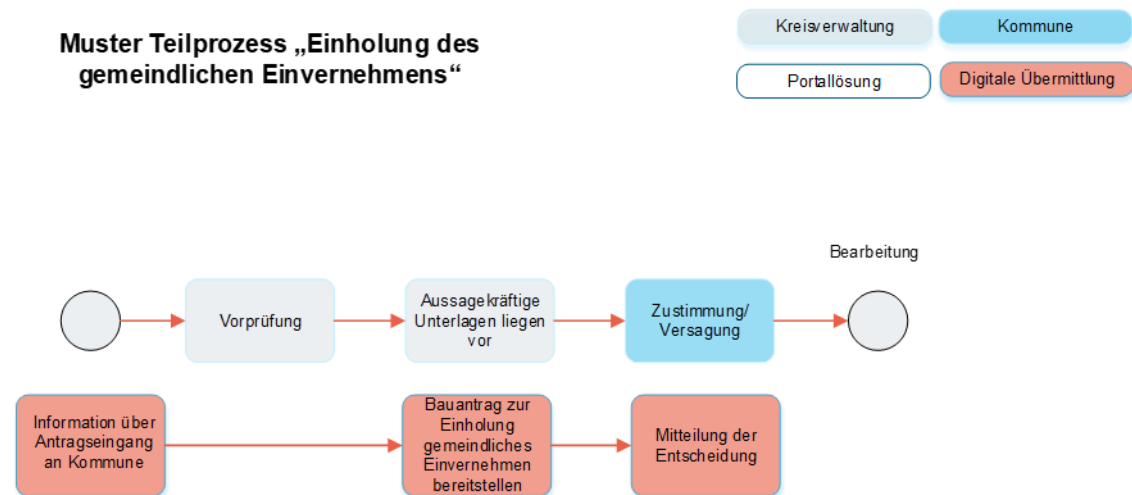 Muster Teilprozess „Einholung des
gemeindlichen Einvernehmens“
Kreisverwaltung
Kommune
Portallösung
Digitale Übermittlung
Bearbeitung
Vorprüfung
Aussagekräftige
Unterlagen liegen
vor
Zustimmung/
Versagung
Information über
Antragseingang
an Kommune
Bauantrag zur
Einholung
gemeindliches
Einvernehmen
bereitstellen
Mitteilung der
Entscheidung